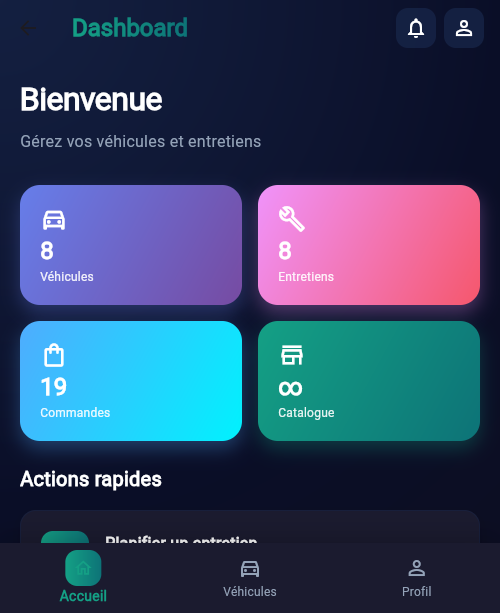 Dashboard
Bienvenue
Gérez vos véhicules et entretiens
8
Véhicules
8
Entretiens
19
Commandes
∞
Catalogue
Actions rapides
Planifier un entretien
Accueil
Véhicules
Profil